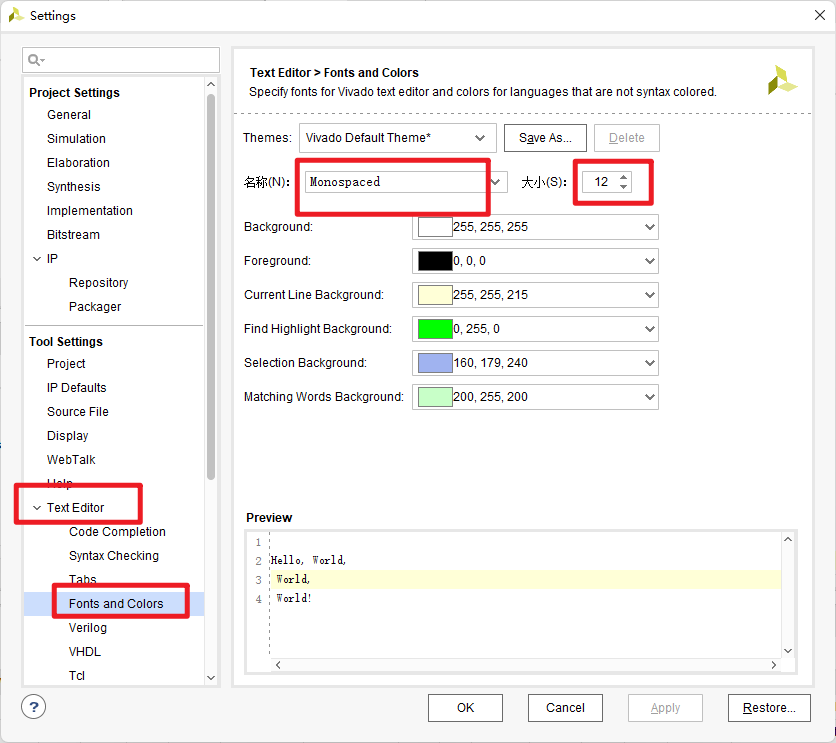 Settings
Project Settings
General
Simulation
Elaboration
Synthesis
Implementation
Bitstream
IP
Repository
Packager
Tool Settings
Project
IP Defaults
Source File
Display
WebTalk
Help
Text Editor
Code Completion
Syntax Checking
Tabs
Fonts and Colors
Verilog
VHDL
Tcl
Text Editor > Fonts and Colors
Specify fonts for Vivado text editor and colors for languages that are not syntax colored.
Themes: Vivado Default Theme* Save As... Delete
名称(N): Monospaced 大小(S): 12
Background: 255, 255, 255
Foreground: 0, 0, 0
Current Line Background: 255, 255, 215
Find Highlight Background: 0, 255, 0
Selection Background: 160, 179, 240
Matching Words Background: 200, 255, 200
Preview
1
2 Hello, World,
3 World,
4 World!
? OK Cancel Apply Restore...